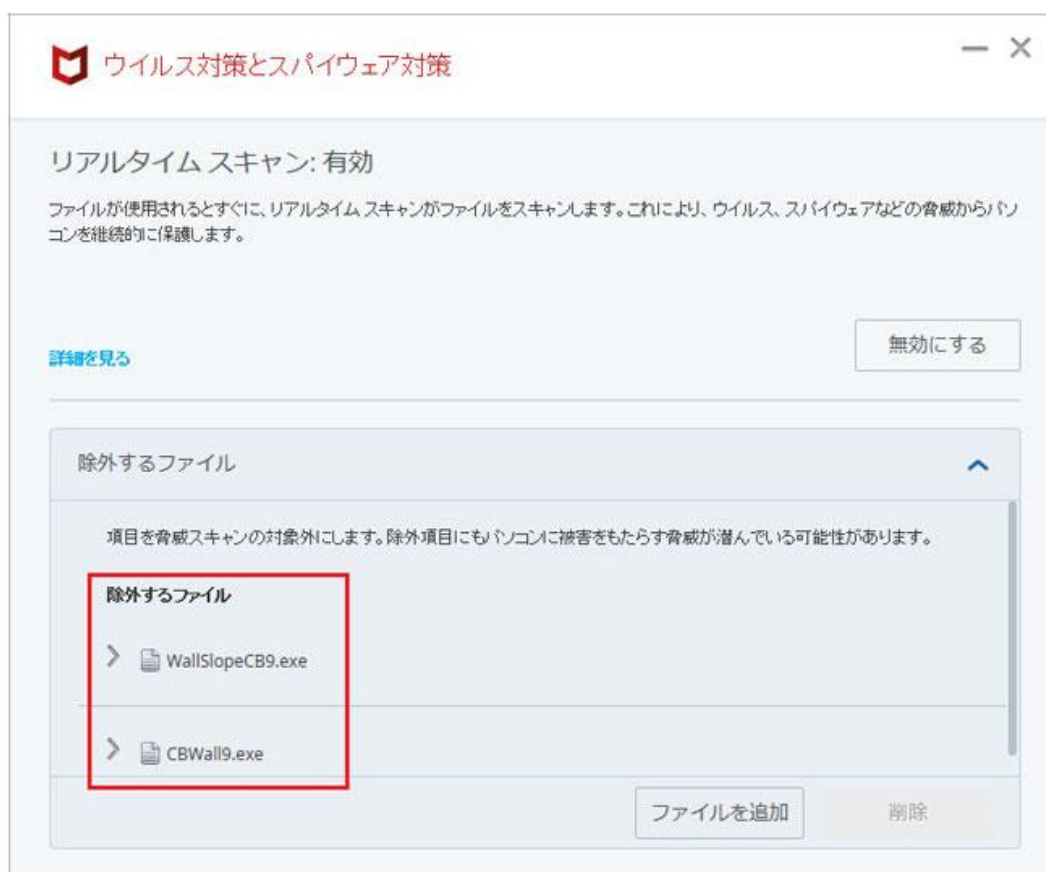 ウイルス対策とスパイウェア対策
リアルタイム スキャン: 有効
ファイルが使用されるとすぐに、リアルタイム スキャンがファイルをスキャンします。これにより、ウイルス、スパイウェアなどの脅威からパソ
コンを継続的に保護します。
詳細を見る
無効にする
除外するファイル
項目を脅威スキャンの対象外にします。除外項目にもパソコンに被害をもたらす脅威が潜んでいる可能性があります。
除外するファイル
WallSlopeCB9.exe
CBWall9.exe
ファイルを追加
削除